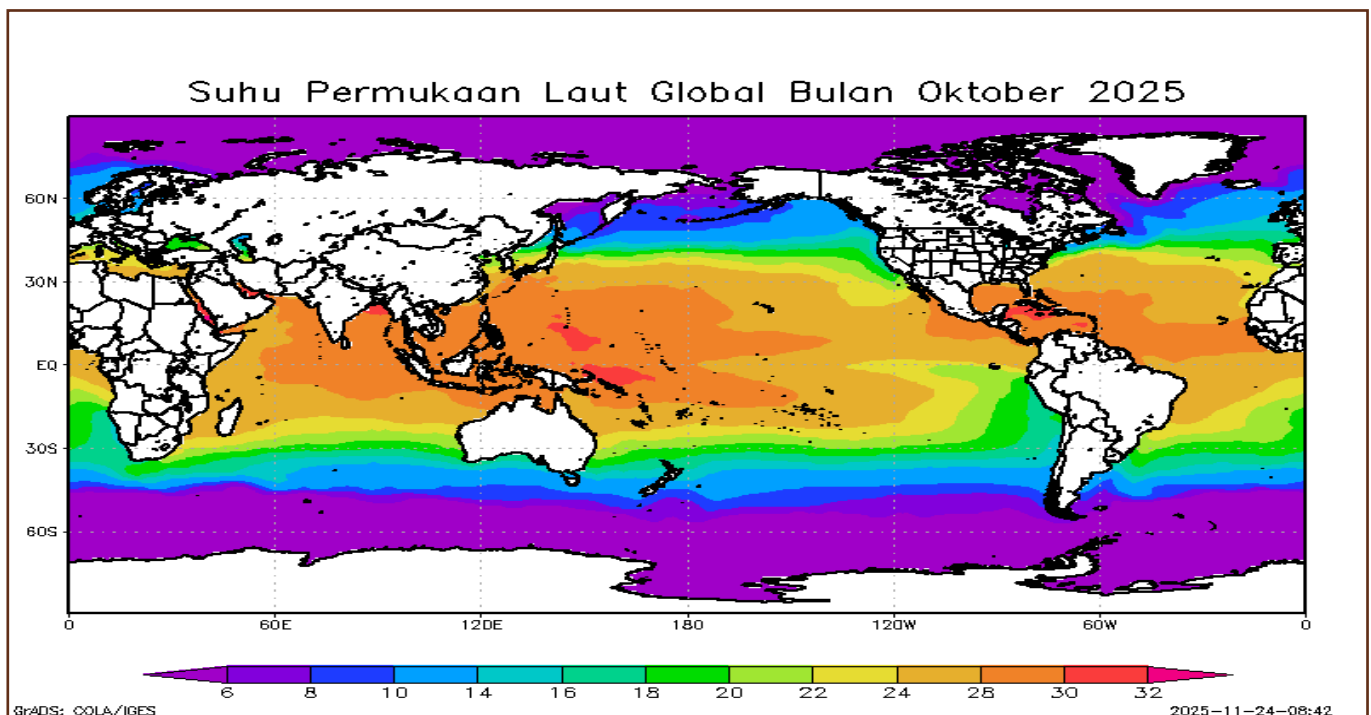 Suhu Permukaan Laut Global Bulan Oktober 2025
60N
30N
EQ
30S
60S
0 60E 120E 180 120W 60W 0
6 8 10 14 16 18 20 22 24 28 30 32
GrADS: COLA/IGES 2025-11-24-08:42